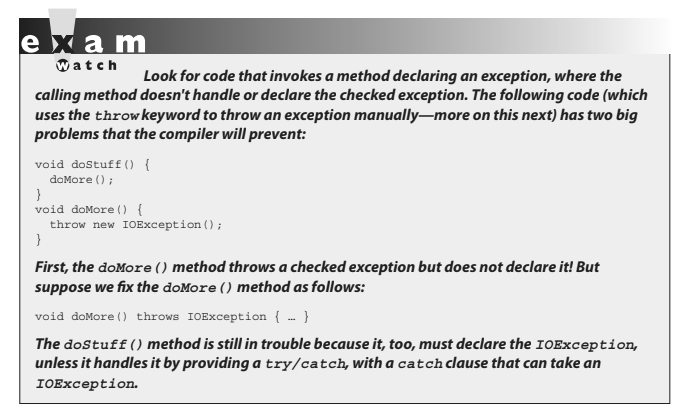 exam
Watch
Look for code that invokes a method declaring an exception, where the
calling method doesn't handle or declare the checked exception. The following code (which
uses the throw keyword to throw an exception manually—more on this next) has two big
problems that the compiler will prevent:
void doStuff() {
  doMore();
}
void doMore() {
  throw new IOException();
}
First, the doMore() method throws a checked exception but does not declare it! But
suppose we fix the doMore() method as follows:
void doMore() throws IOException { … }
The doStuff() method is still in trouble because it, too, must declare the IOException,
unless it handles it by providing a try/catch, with a catch clause that can take an
IOException.